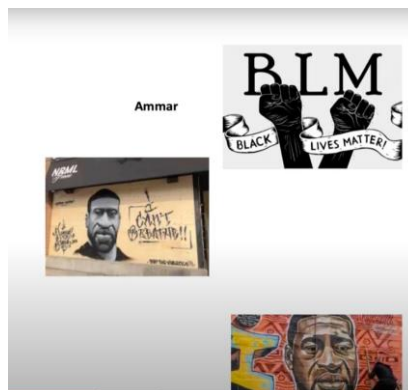 BLM
Ammar
BLACK
LIVES MATTER!
NRML
I
CAN'T
BREATHE!!